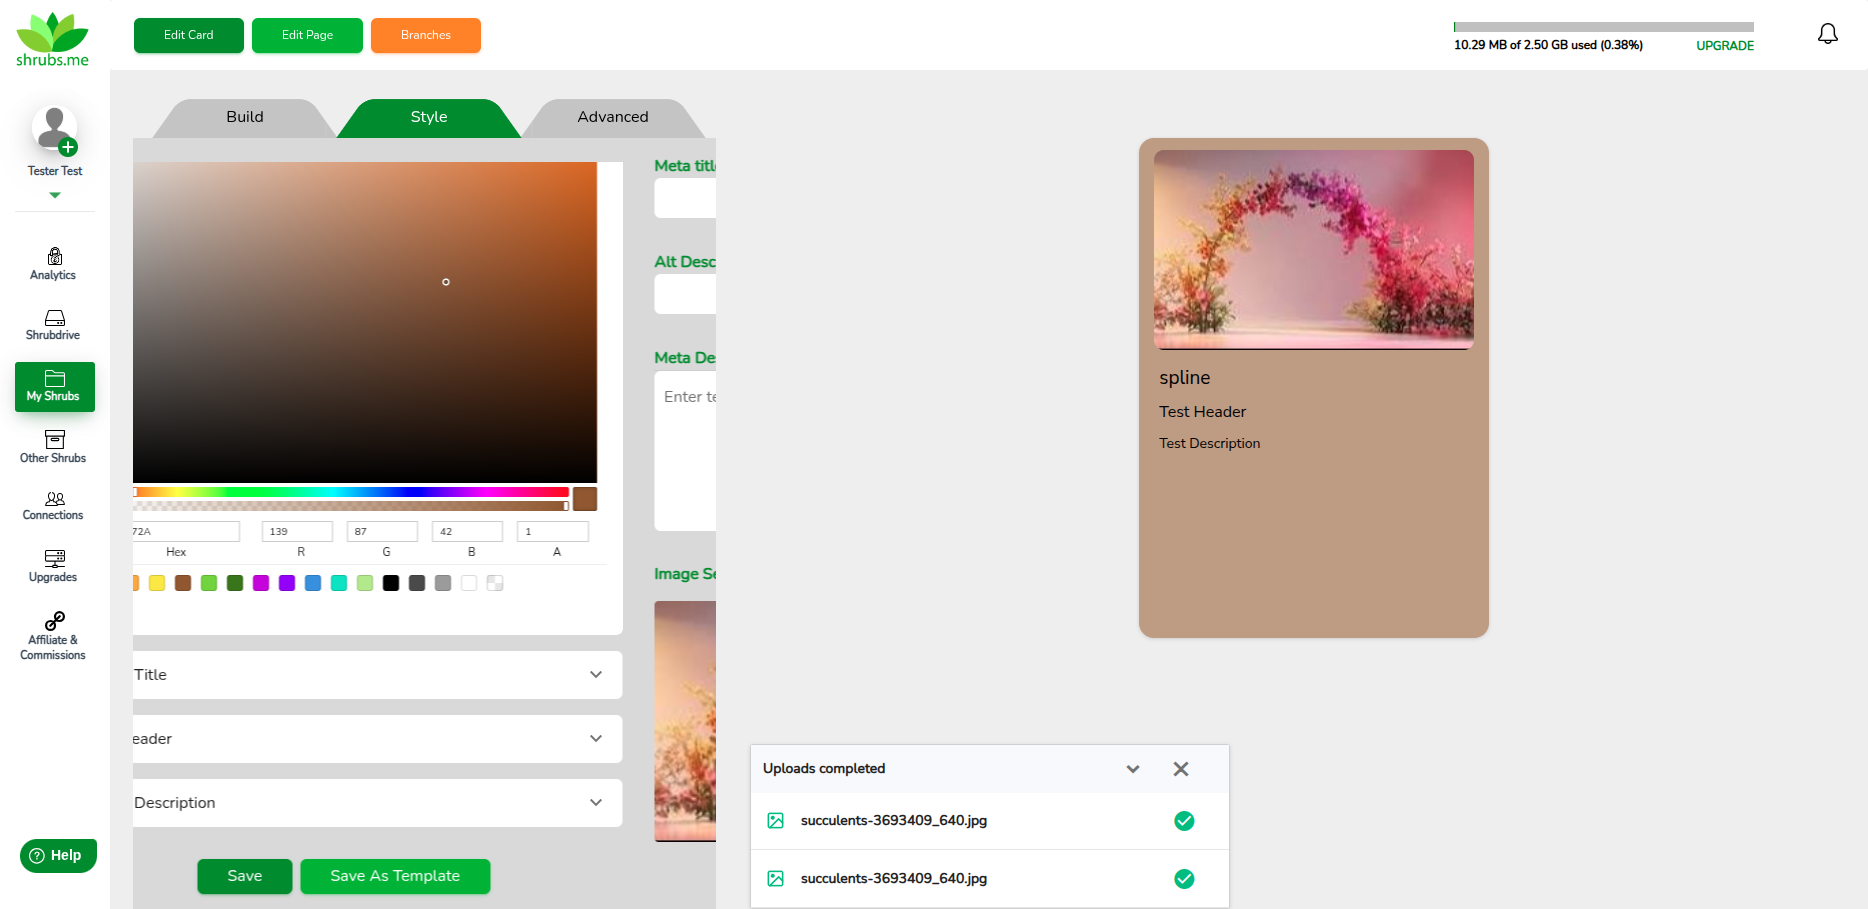 shrubs.me
Edit Card
Edit Page
Branches
10.29 MB of 2.50 GB used (0.38%)
UPGRADE
Tester Test
Analytics
Shrubdrive
My Shrubs
Other Shrubs
Connections
Upgrades
Affiliate &
Commissions
Help
Build
Style
Advanced
72A
139
87
42
1
Hex
R
G
B
A
Title
eader
Description
Save
Save As Template
Meta titl
Alt Desc
Meta De
Enter te
Image Se
spline
Test Header
Test Description
Uploads completed
succulents-3693409_640.jpg
succulents-3693409_640.jpg